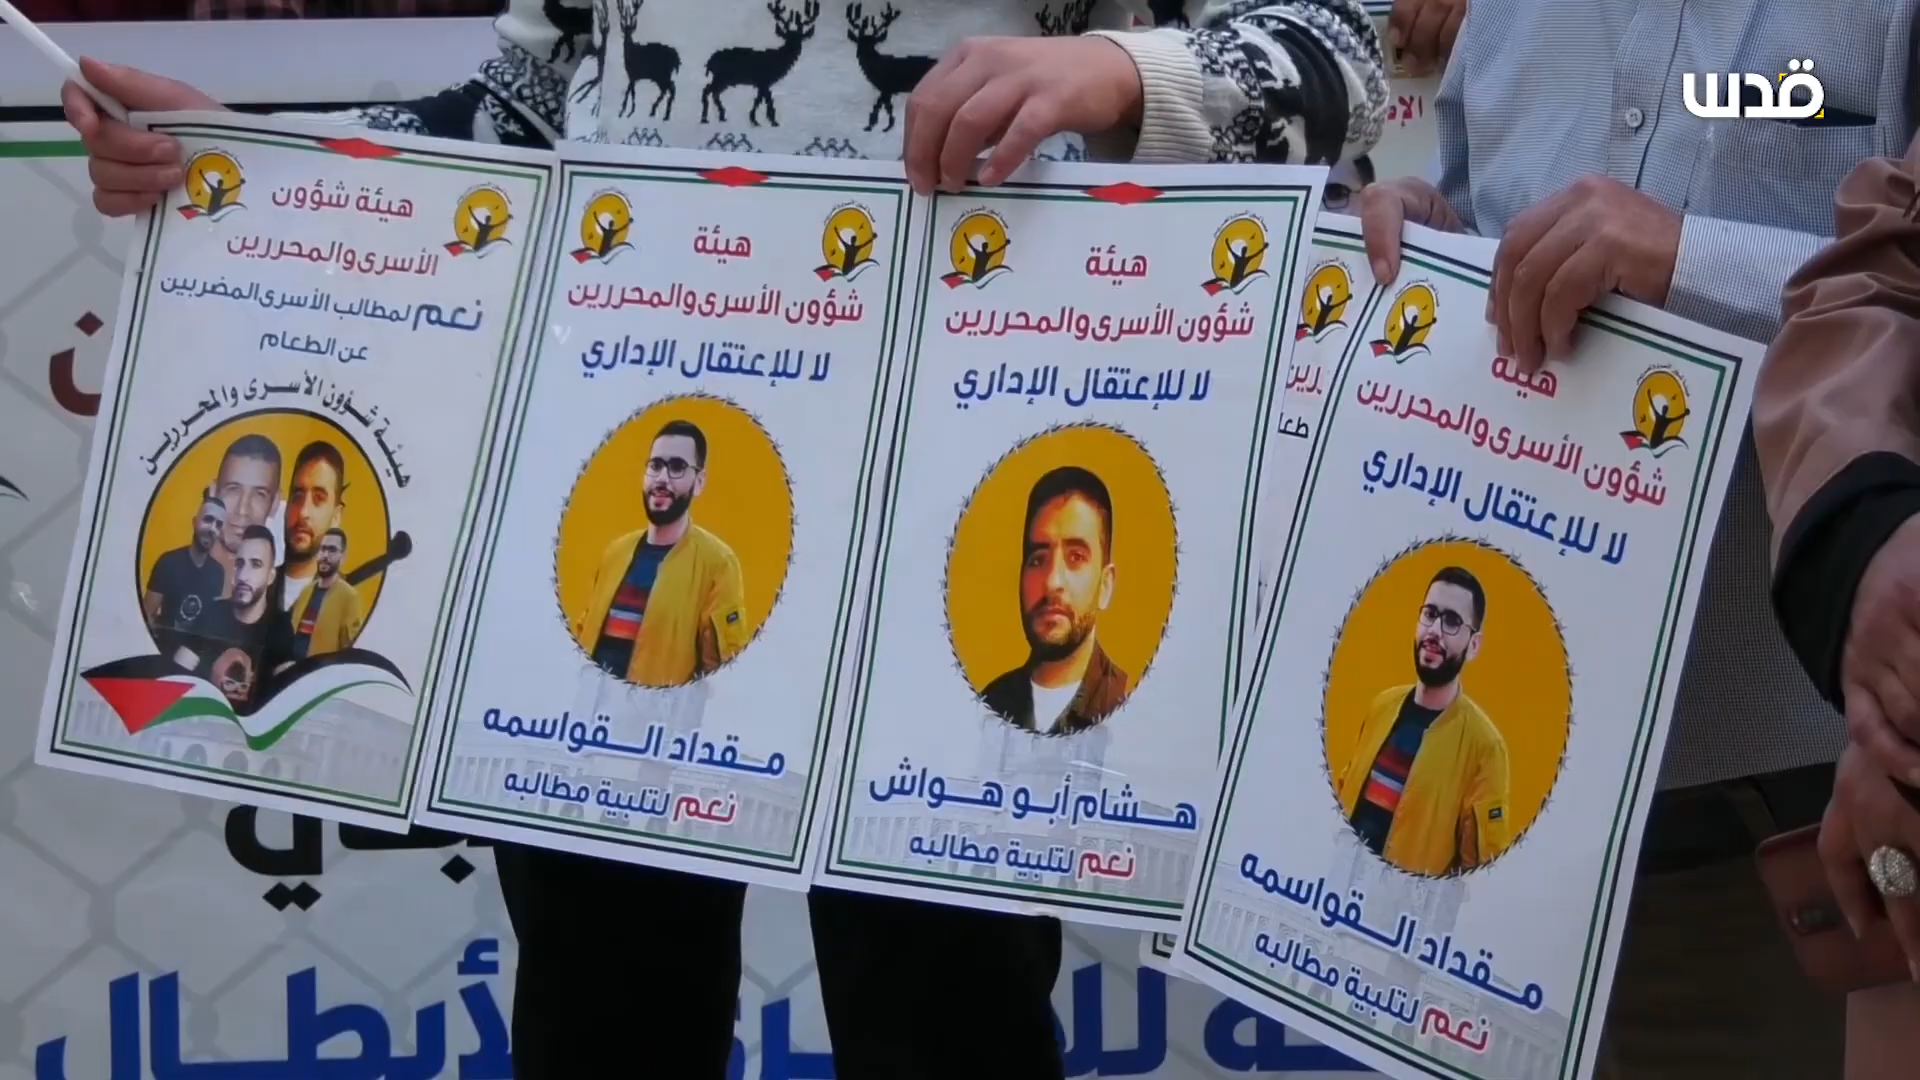 قدس
هيئة شؤون
الأسرى والمحررين
نعم لمطالب الأسرى المضربين
عن الطعام
هيئة شؤون الأسرى والمحررين
هيئة
شؤون الأسرى والمحررين
لا للإعتقال الإداري
مقداد القواسمه
نعم لتلبية مطالبه
هيئة
شؤون الأسرى والمحررين
لا للإعتقال الإداري
هشام أبو هواش
نعم لتلبية مطالبه
هيئة
شؤون الأسرى والمحررين
لا للإعتقال الإداري
مقداد القواسمه
نعم لتلبية مطالبه